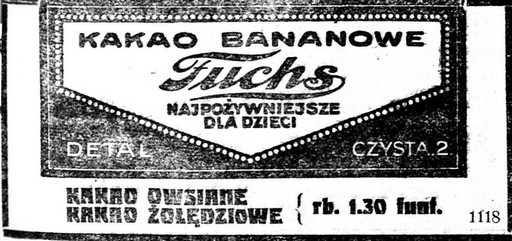 KAKAO BANANOWE
Fuchs
NAJPOŻYWNIEJSZE
DLA DZIECI
DETAL CZYSTA.2
KAKAO OWSIANE
KAKAO ŻOŁĘDZIOWE { rb. 1.30 funt.
1118